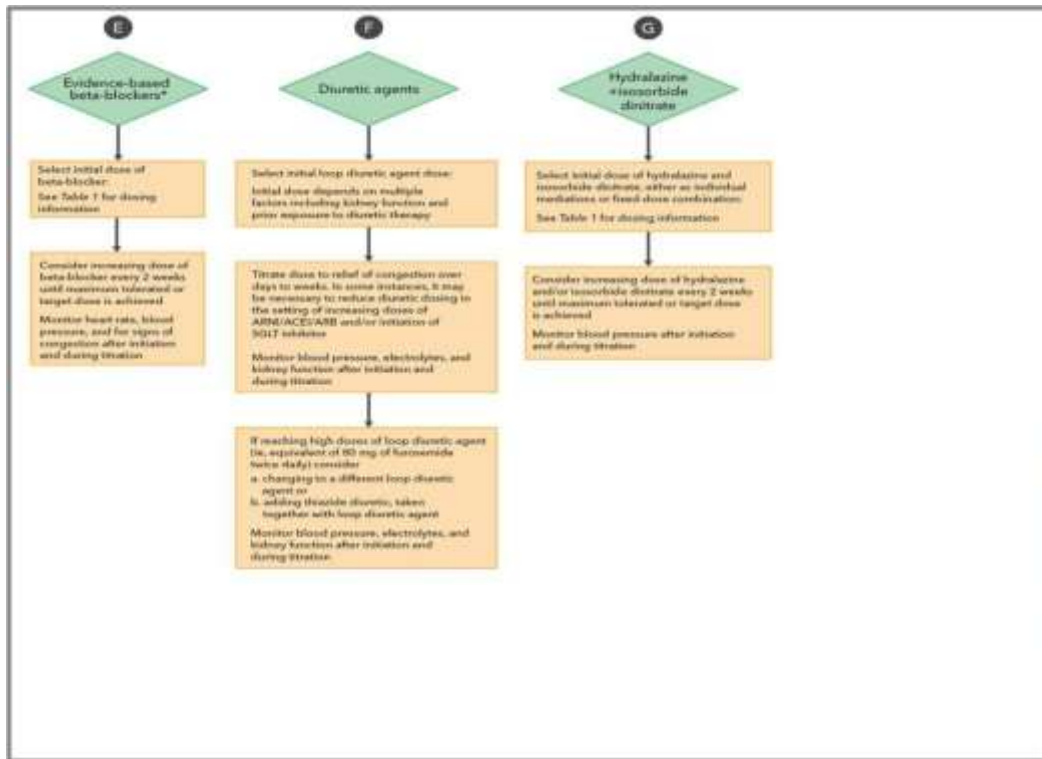 E
Evidence-based
beta-blockers*
Select initial dose of
beta-blocker:
See Table 1 for dosing
information
Consider increasing dose of
beta-blocker every 2 weeks
until maximum tolerated or
target dose is achieved
Monitor heart rate, blood
pressure, and for signs of
congestion after initiation
and during titration
F
Diuretic agents
Select initial loop diuretic agent dose:
Initial dose depends on multiple
factors including kidney function and
prior exposure to diuretic therapy
Titrate dose to relief of congestion over
days to weeks. In some instances, it may
be necessary to reduce diuretic dosing in
the setting of increasing doses of
ARNI/ACEI/ARB and/or initiation of
SGLT inhibitor
Monitor blood pressure, electrolytes, and
kidney function after initiation and
during titration
If reaching high doses of loop diuretic agent
(ie, equivalent of 80 mg of furosemide
twice daily) consider
a. changing to a different loop diuretic
agent or
b. adding thiazide diuretic, taken
together with loop diuretic agent
Monitor blood pressure, electrolytes, and
kidney function after initiation and
during titration
G
Hydralazine
+isosorbide
dinitrate
Select initial dose of hydralazine and
isosorbide dinitrate, either as individual
mediations or fixed-dose combination:
See Table 1 for dosing information
Consider increasing dose of hydralazine
and/or isosorbide dinitrate every 2 weeks
until maximum tolerated or target dose
is achieved
Monitor blood pressure after initiation
and during titration